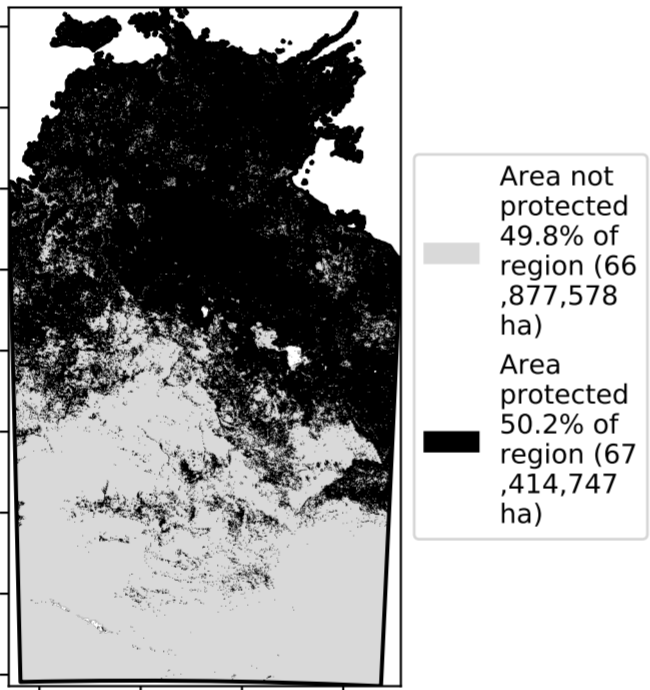 Area not
protected
49.8% of
region (66
,877,578
ha)
Area
protected
50.2% of
region (67
,414,747
ha)